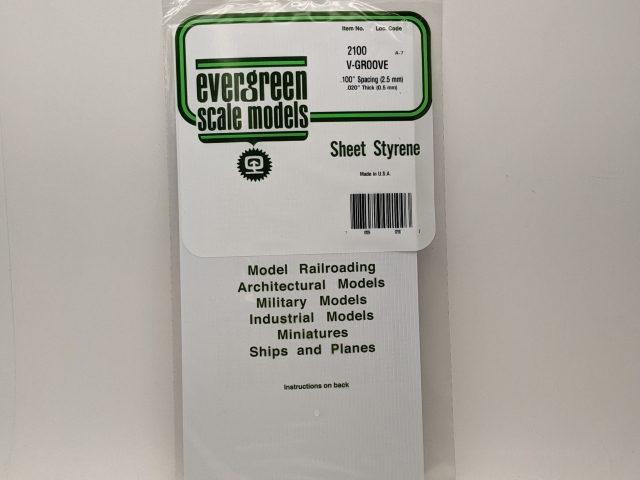 Item No. Loc. Code
2100 A-7
V-GROOVE
.100" Spacing (2.5 mm)
.020" Thick (0.5 mm)
evergreen
scale models
Sheet Styrene
Made in U.S.A.
Model Railroading
Architectural Models
Military Models
Industrial Models
Miniatures
Ships and Planes
Instructions on back